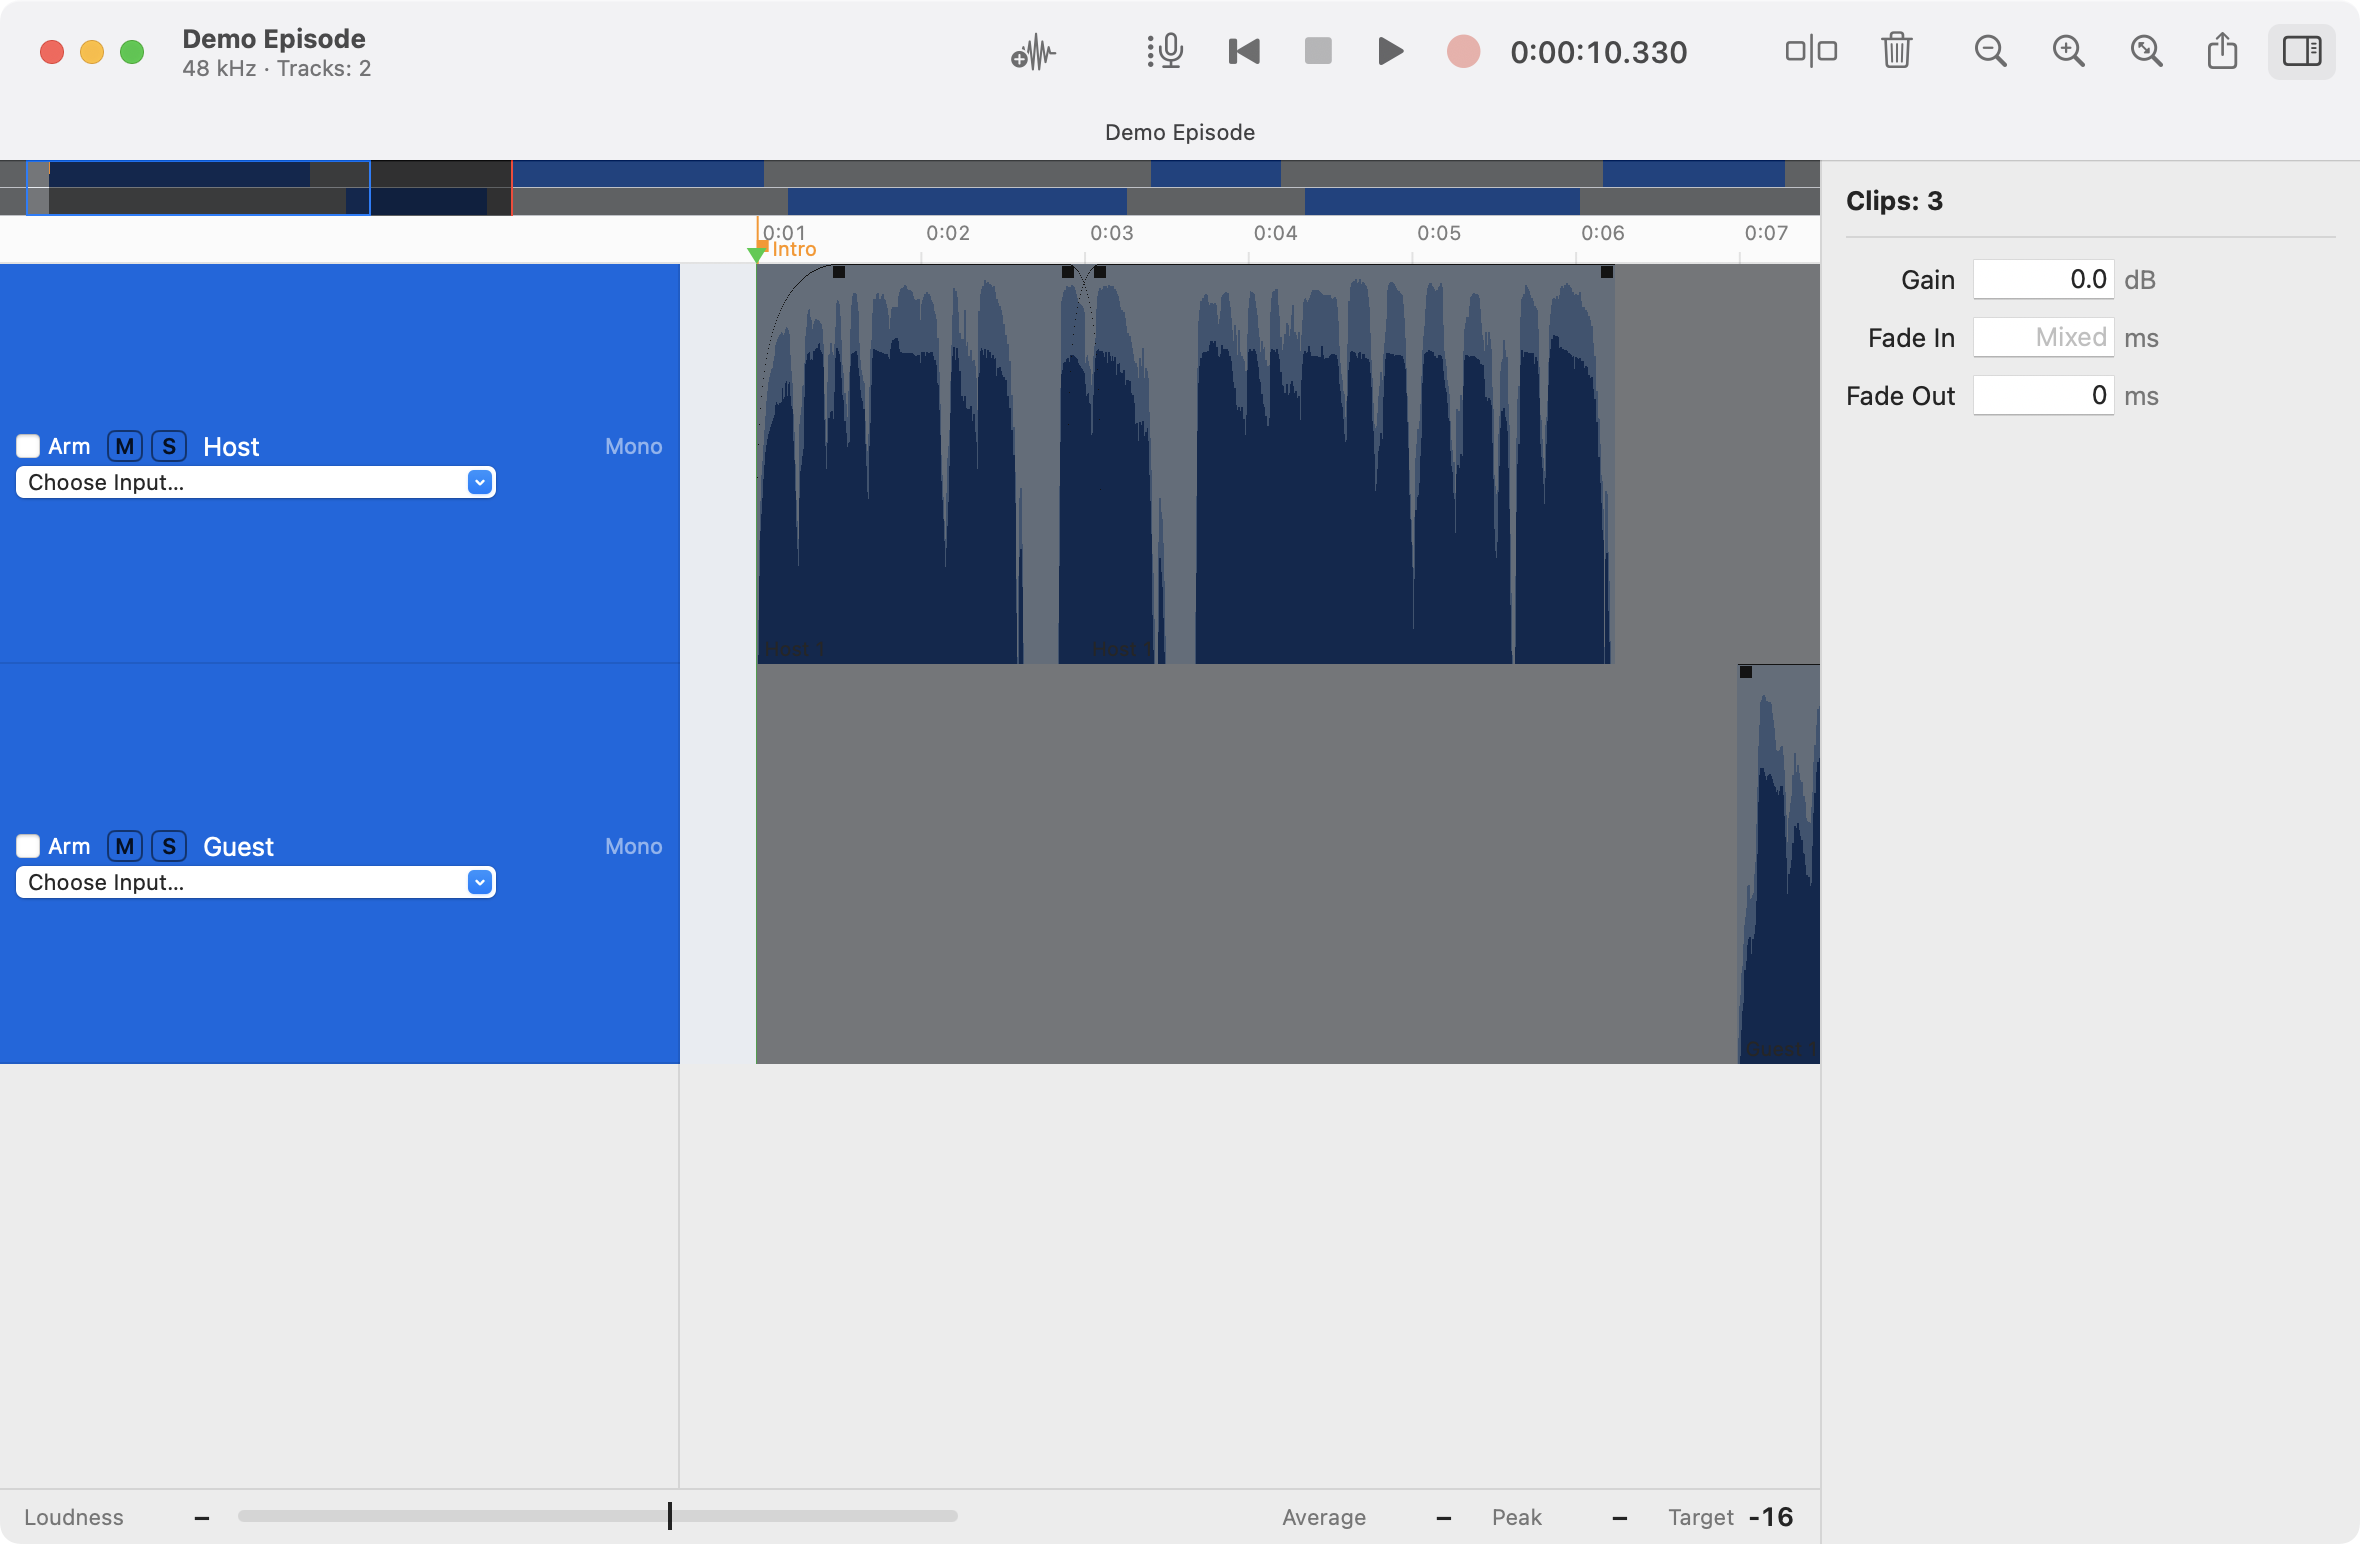 Demo Episode
48 kHz · Tracks: 2
0:00:10.330
Demo Episode
0:01
0:02
0:03
0:04
0:05
0:06
0:07
Intro
Clips: 3
Gain 0.0 dB
Fade In Mixed ms
Fade Out 0 ms
Arm M S Host Mono
Choose Input...
Host 1
Arm M S Guest Mono
Choose Input...
Loudness –
Average –
Peak –
Target -16